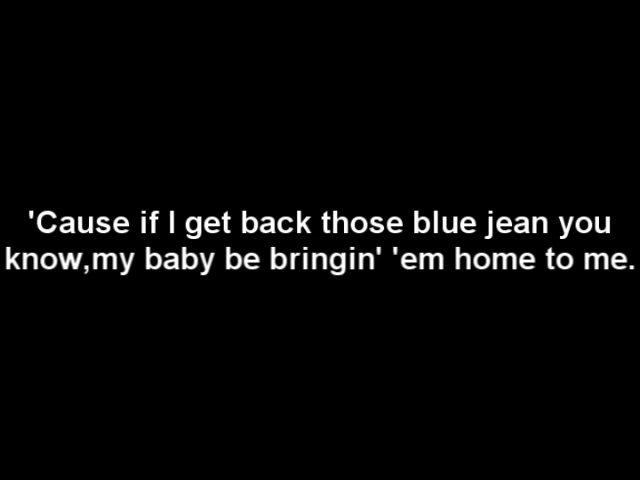 'Cause if I get back those blue jean you
know,my baby be bringin' 'em home to me.